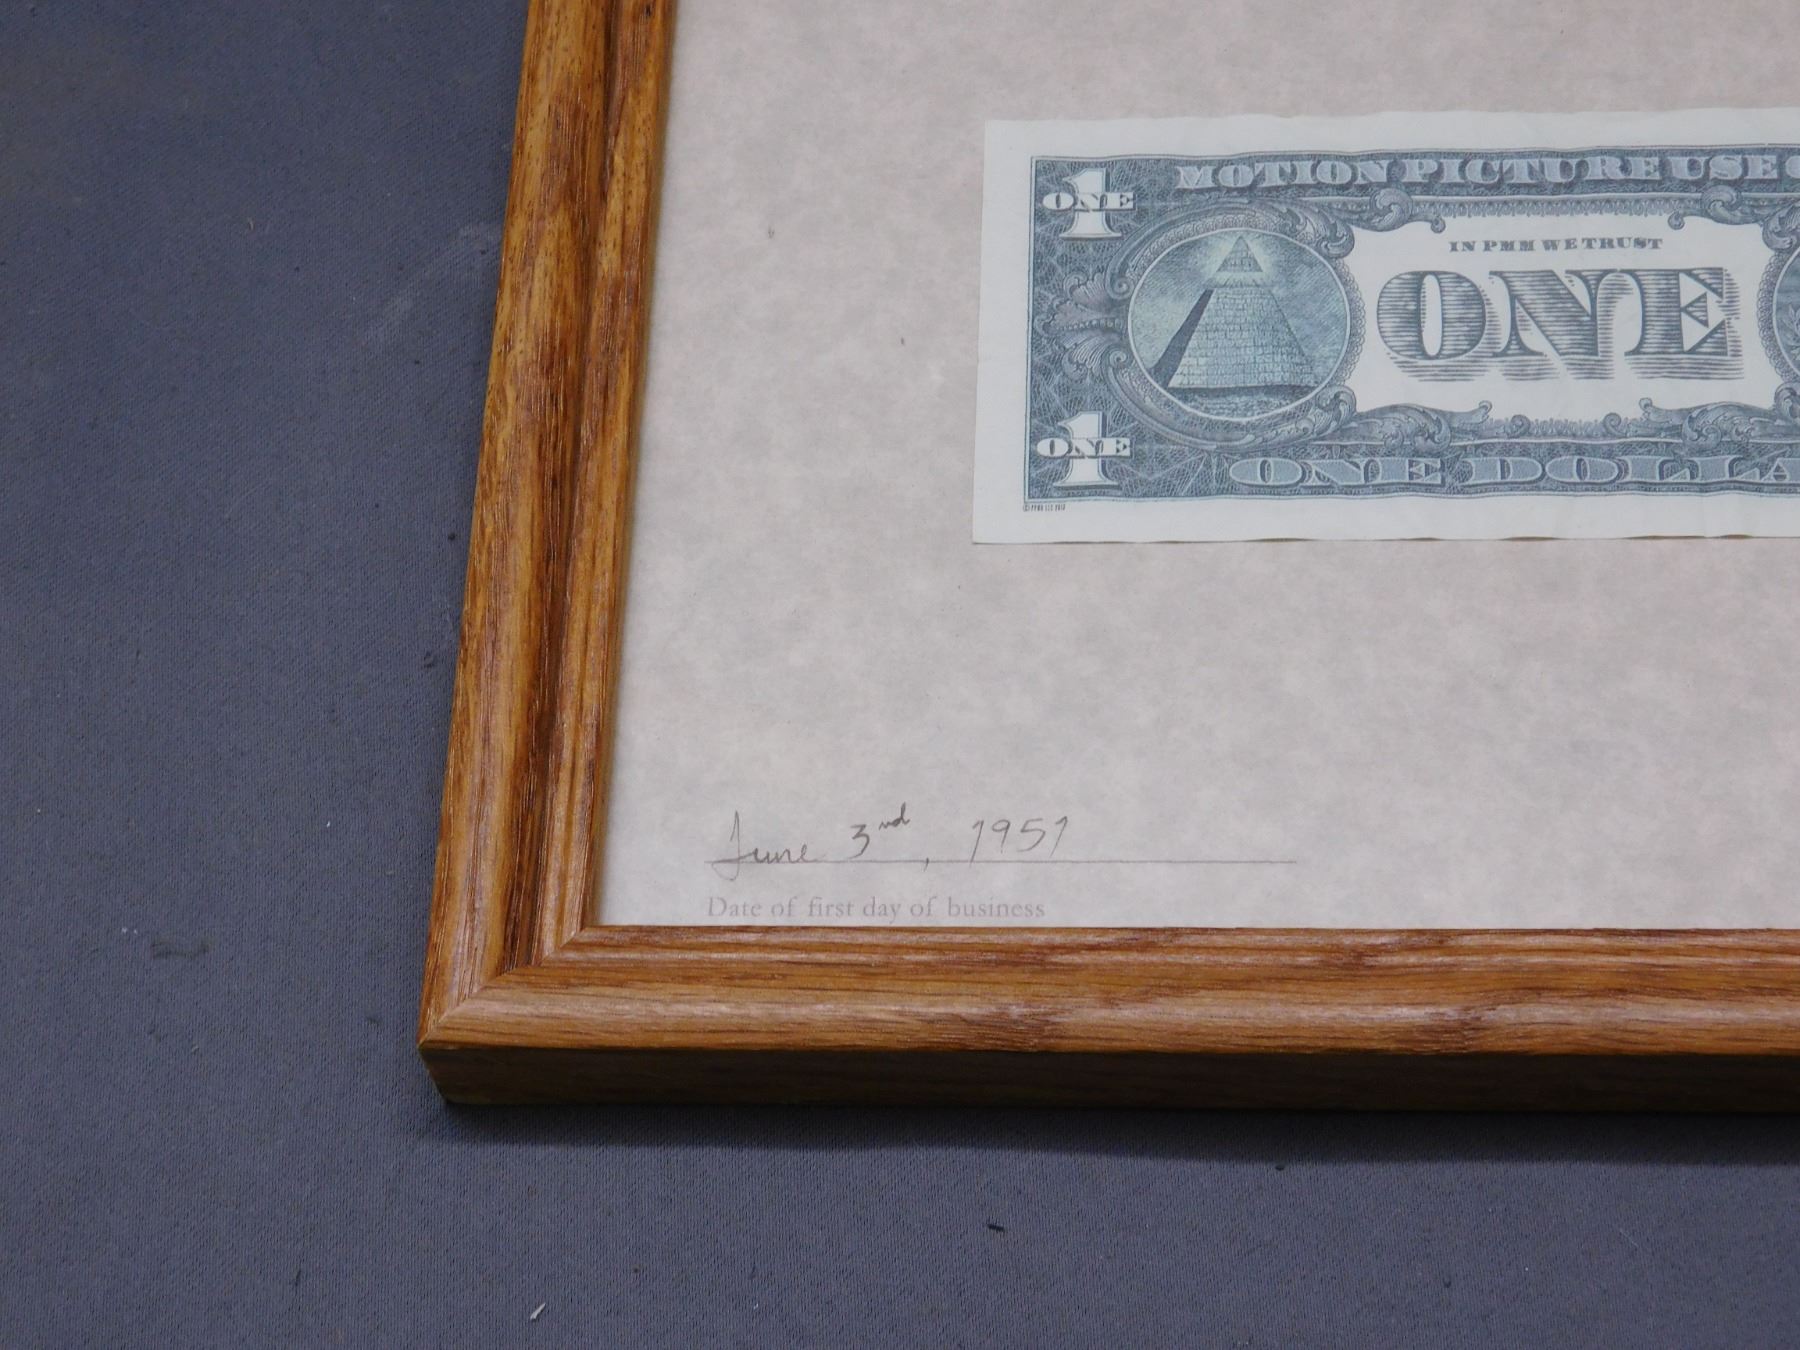 MOTION PICTURE USE
ONE 1
IN PMM WE TRUST
ONE
ONE 1
ONE DOLLA
June 3nd, 1951
Date of first day of business